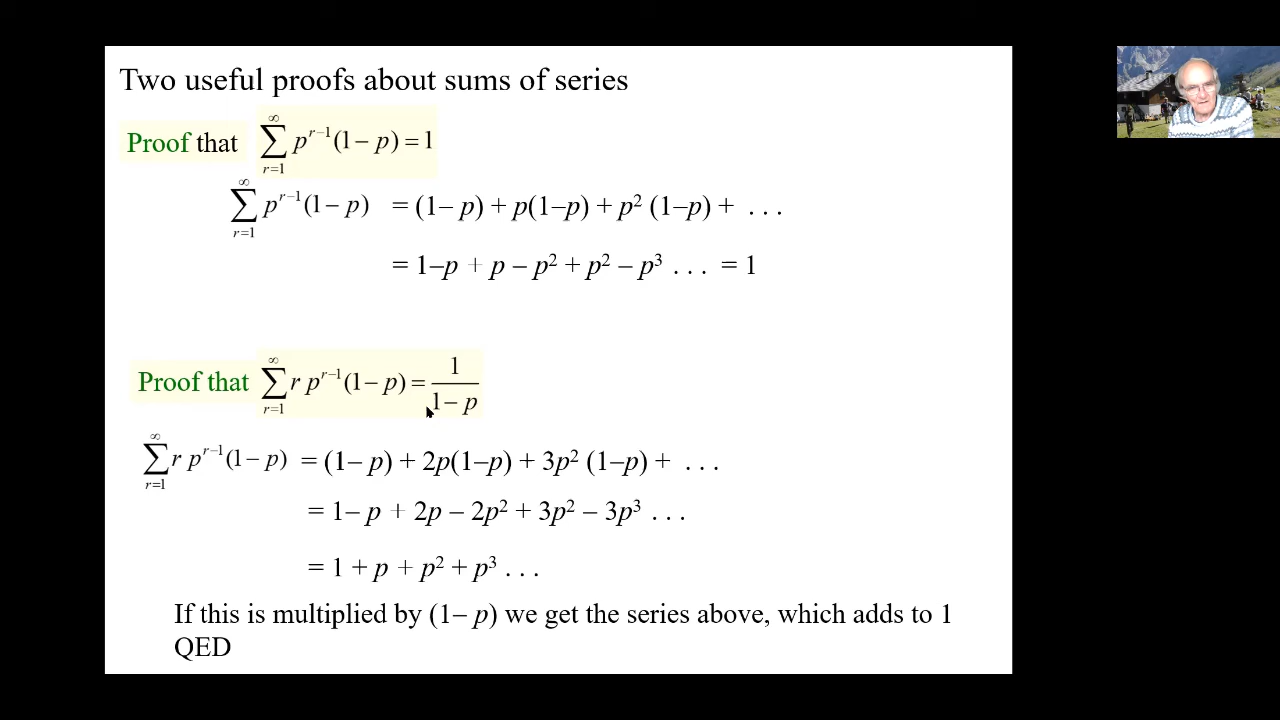 Two useful proofs about sums of series
Proof that ∑_{r=1}^{∞} p^{r–1}(1 – p) = 1
∑_{r=1}^{∞} p^{r–1}(1 – p) = (1– p) + p(1–p) + p² (1–p) + . . .
= 1–p + p – p² + p² – p³ . . . = 1
Proof that ∑_{r=1}^{∞} r p^{r–1}(1 – p) = 1/(1 – p)
∑_{r=1}^{∞} r p^{r–1}(1 – p) = (1– p) + 2p(1–p) + 3p² (1–p) + . . .
= 1– p + 2p – 2p² + 3p² – 3p³ . . .
= 1 + p + p² + p³ . . .
If this is multiplied by (1– p) we get the series above, which adds to 1
QED